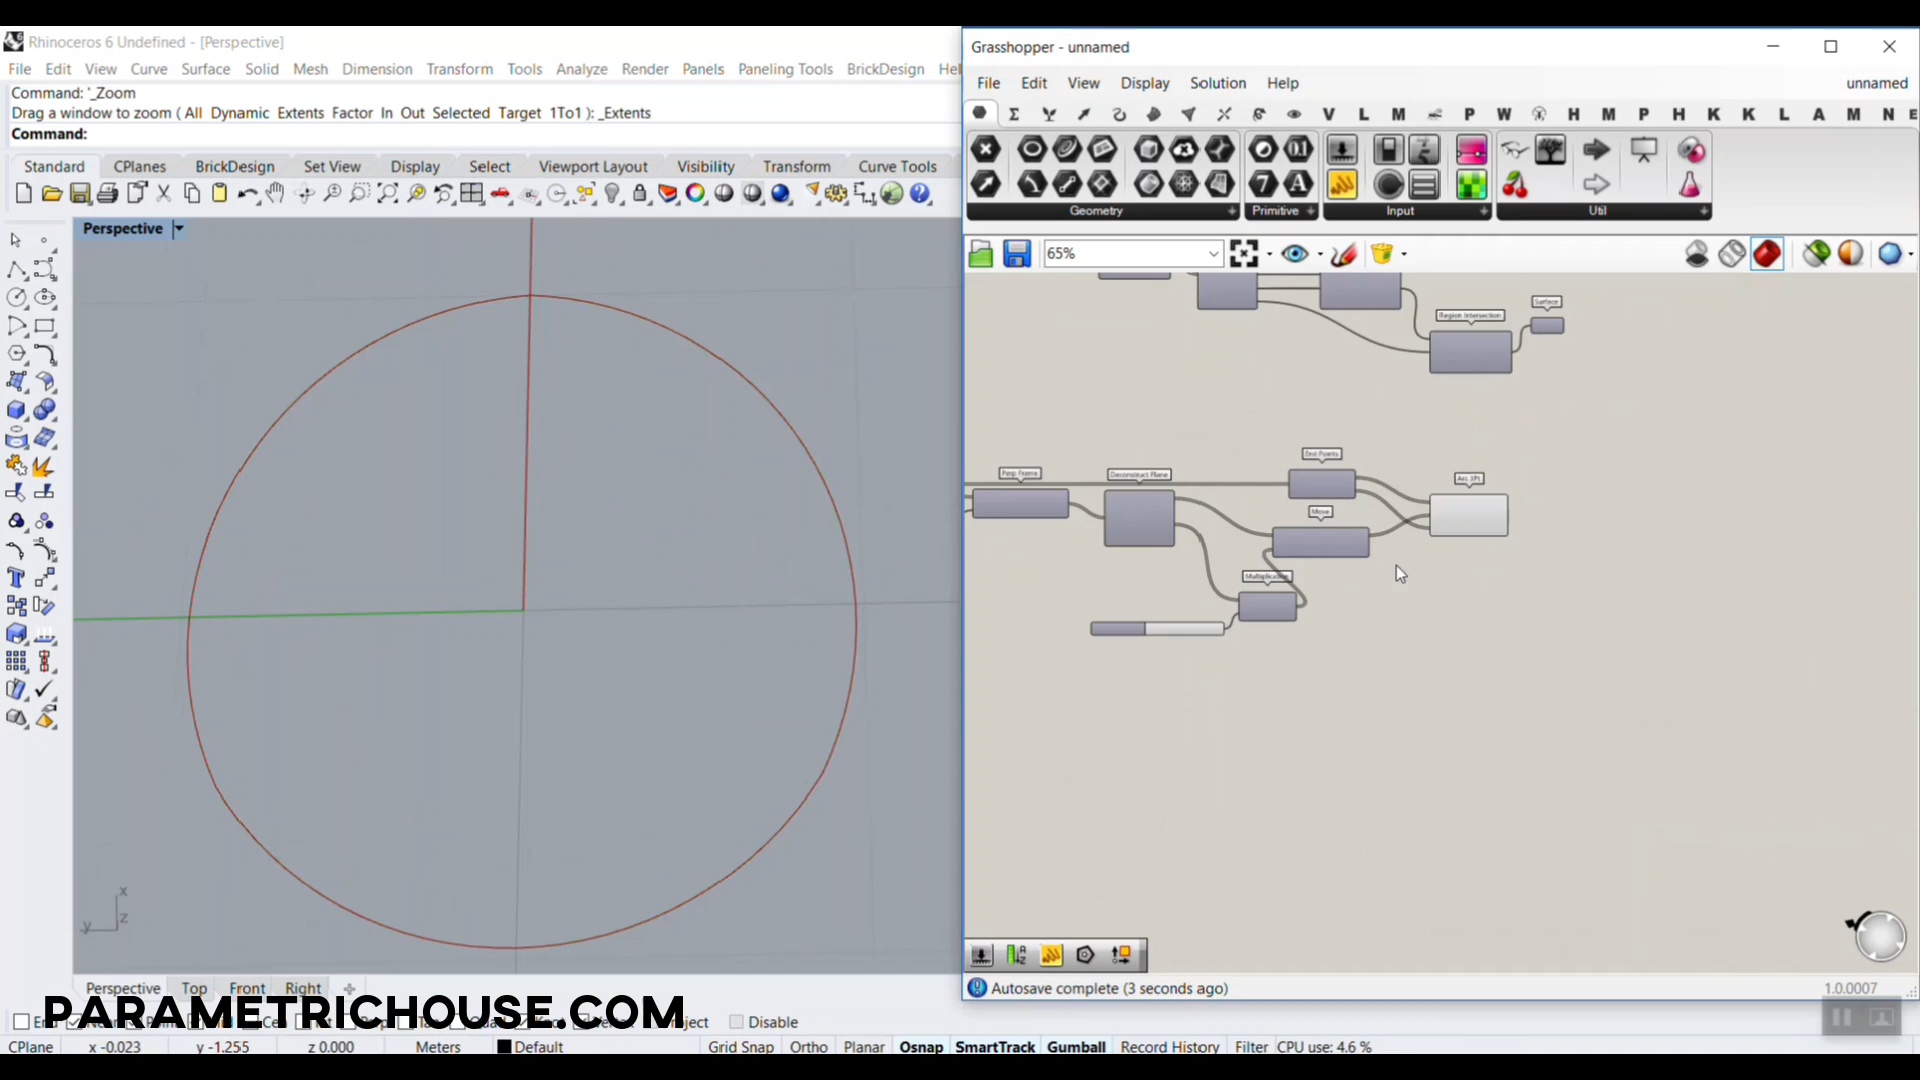 Rhinoceros 6 Undefined - [Perspective]
File Edit View Curve Surface Solid Mesh Dimension Transform Tools Analyze Render Panels Paneling Tools BrickDesign
Command: '_Zoom
Drag a window to zoom ( All Dynamic Extents Factor In Out Selected Target 1To1 ): _Extents
Command:
Standard CPlanes BrickDesign Set View Display Select Viewport Layout Visibility Transform Curve Tools
Perspective
x
z
y
Perspective Top Front Right
PARAMETRICHOUSE.COM
Disable
CPlane x -0.023 y -1.255 z 0.000 Meters Default Grid Snap Ortho Planar Osnap SmartTrack Gumball Record History Filter CPU use: 4.6 %
Grasshopper - unnamed
File Edit View Display Solution Help unnamed
V L M P W H M P H K K L A M N E
Geometry Primitive Input Util
65%
Surface
Region Intersection
End Points
Perp Frame
Deconstruct Plane
Arc 3Pt
Move
Multiplication
Autosave complete (3 seconds ago) 1.0.0007